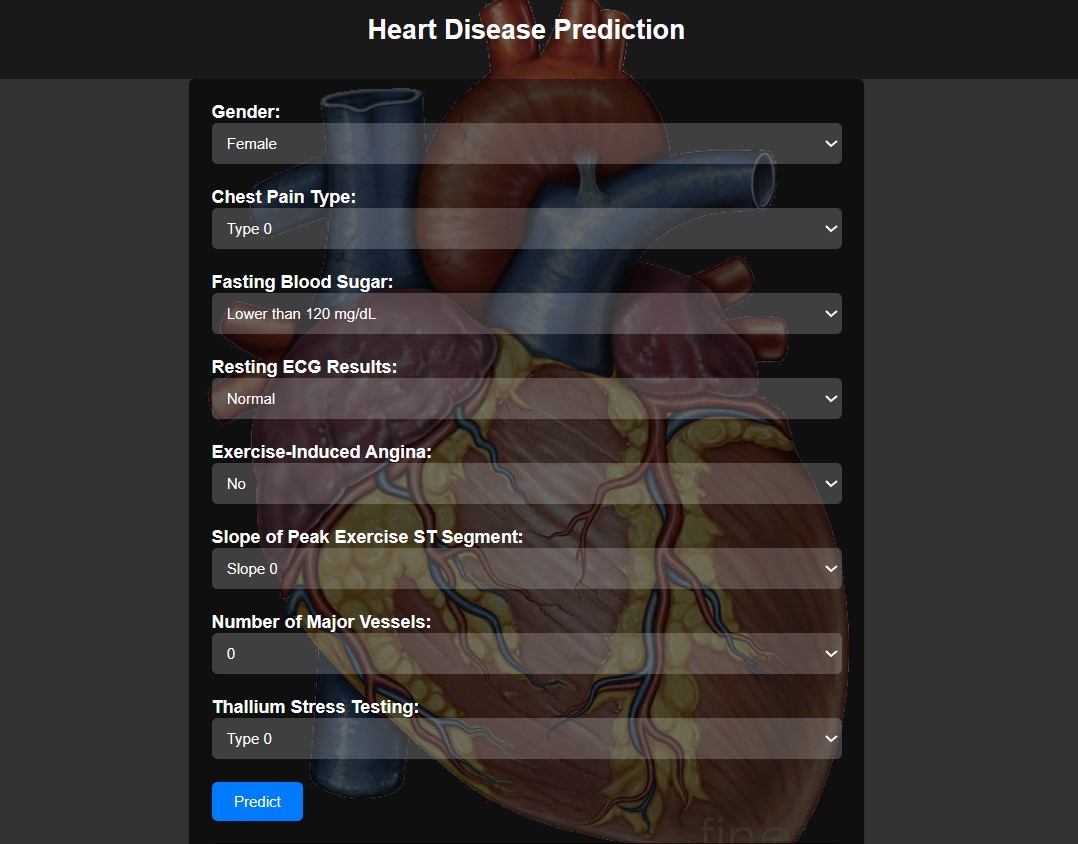 Heart Disease Prediction
Gender:
Female
Chest Pain Type:
Type 0
Fasting Blood Sugar:
Lower than 120 mg/dL
Resting ECG Results:
Normal
Exercise-Induced Angina:
No
Slope of Peak Exercise ST Segment:
Slope 0
Number of Major Vessels:
0
Thallium Stress Testing:
Type 0
Predict
fine